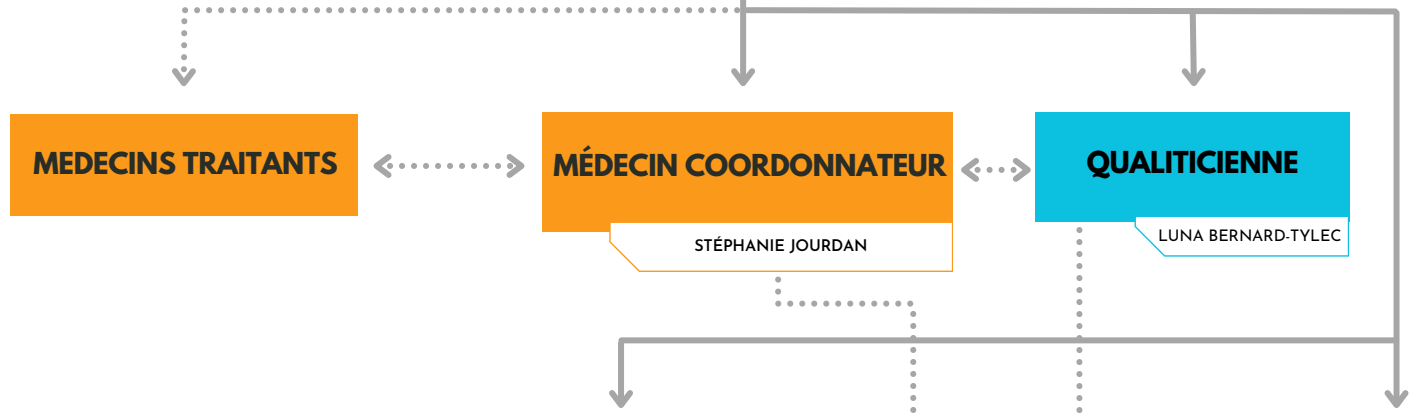 MEDECINS TRAITANTS
MÉDECIN COORDONNATEUR
STÉPHANIE JOURDAN
QUALITICIENNE
LUNA BERNARD-TYLEC